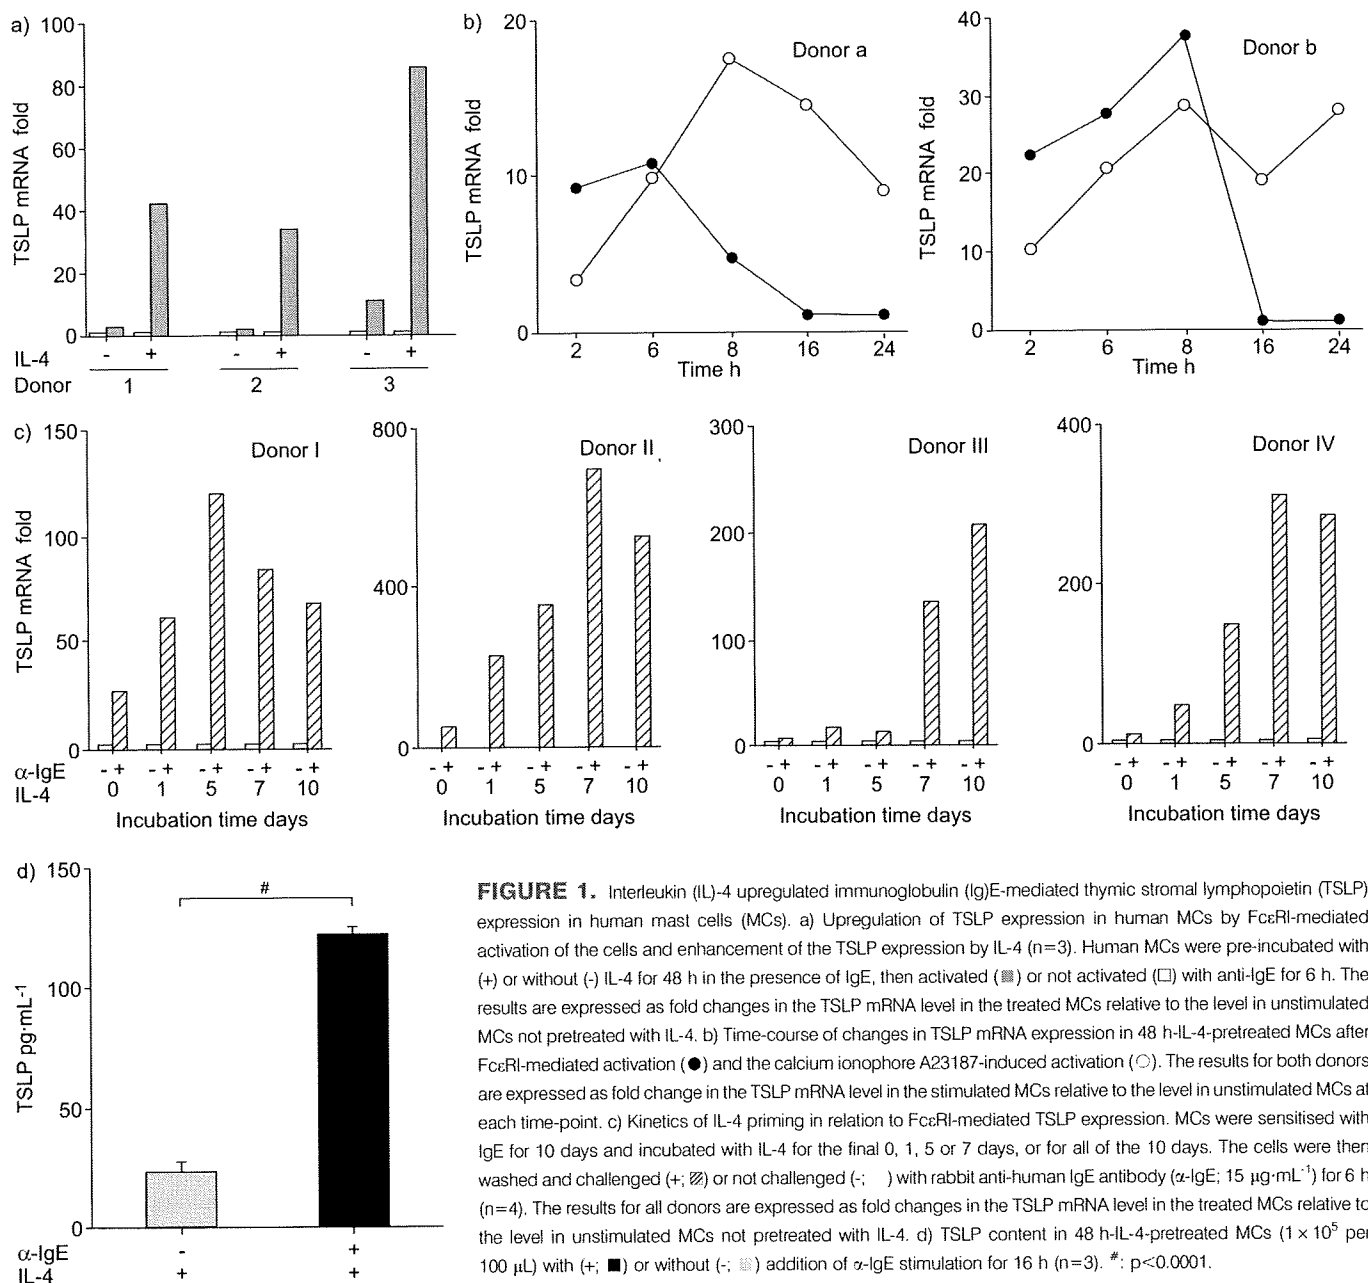 a)
100
80
60
40
20
0
TSLP mRNA fold
IL-4 - + - + - +
Donor 1 2 3
b)
20
10
0
TSLP mRNA fold
Donor a
2 6 8 16 24
Time h
40
30
20
10
0
TSLP mRNA fold
Donor b
2 6 8 16 24
Time h
c)
150
100
50
0
TSLP mRNA fold
Donor I
α-IgE - + - + - + - + - +
IL-4 0 1 5 7 10
Incubation time days
800
400
0
Donor II
- + - + - + - + - +
0 1 5 7 10
Incubation time days
300
200
100
0
Donor III
- + - + - + - + - +
0 1 5 7 10
Incubation time days
400
200
0
Donor IV
- + - + - + - + - +
0 1 5 7 10
Incubation time days
d)
150
100
50
0
TSLP pg·mL⁻¹
#
α-IgE - +
IL-4 + +
FIGURE 1. Interleukin (IL)-4 upregulated immunoglobulin (Ig)E-mediated thymic stromal lymphopoietin (TSLP)
expression in human mast cells (MCs). a) Upregulation of TSLP expression in human MCs by FcεRI-mediated
activation of the cells and enhancement of the TSLP expression by IL-4 (n=3). Human MCs were pre-incubated with
(+) or without (-) IL-4 for 48 h in the presence of IgE, then activated (▒) or not activated (□) with anti-IgE for 6 h. The
results are expressed as fold changes in the TSLP mRNA level in the treated MCs relative to the level in unstimulated
MCs not pretreated with IL-4. b) Time-course of changes in TSLP mRNA expression in 48 h-IL-4-pretreated MCs after
FcεRI-mediated activation (●) and the calcium ionophore A23187-induced activation (○). The results for both donors
are expressed as fold change in the TSLP mRNA level in the stimulated MCs relative to the level in unstimulated MCs at
each time-point. c) Kinetics of IL-4 priming in relation to FcεRI-mediated TSLP expression. MCs were sensitised with
IgE for 10 days and incubated with IL-4 for the final 0, 1, 5 or 7 days, or for all of the 10 days. The cells were then
washed and challenged (+; ▨) or not challenged (-; ) with rabbit anti-human IgE antibody (α-IgE; 15 μg·mL⁻¹) for 6 h
(n=4). The results for all donors are expressed as fold changes in the TSLP mRNA level in the treated MCs relative to
the level in unstimulated MCs not pretreated with IL-4. d) TSLP content in 48 h-IL-4-pretreated MCs (1 × 10⁵ per
100 μL) with (+; ■) or without (-; ░) addition of α-IgE stimulation for 16 h (n=3). #: p<0.0001.